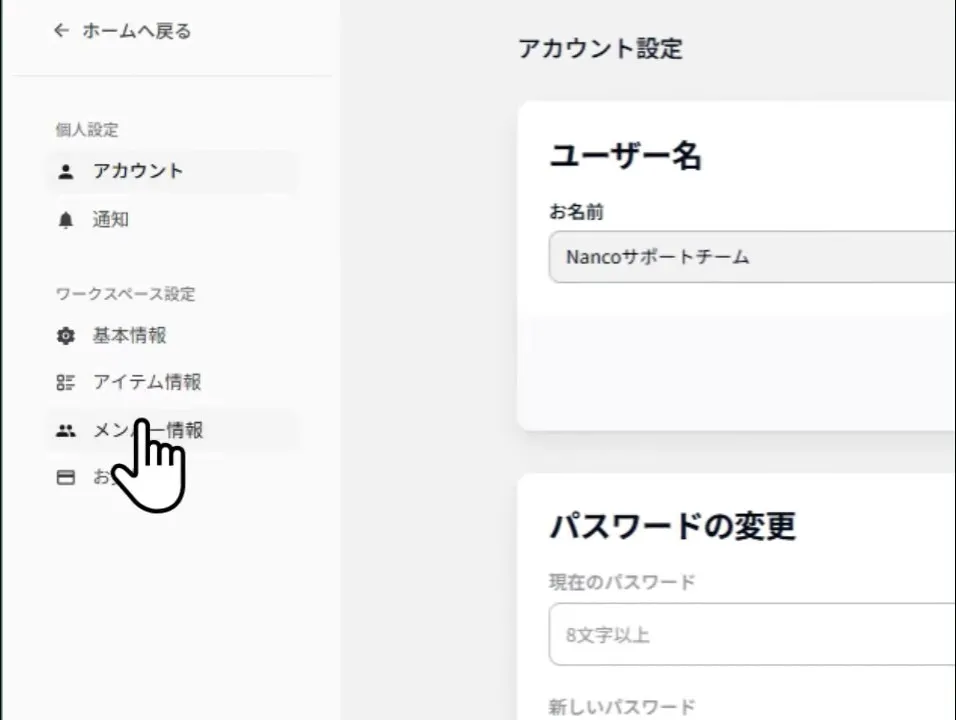 ホームへ戻る
個人設定
アカウント
通知
ワークスペース設定
基本情報
アイテム情報
メンバー情報
お
アカウント設定
ユーザー名
お名前
Nancoサポートチーム
パスワードの変更
現在のパスワード
8文字以上
新しいパスワード